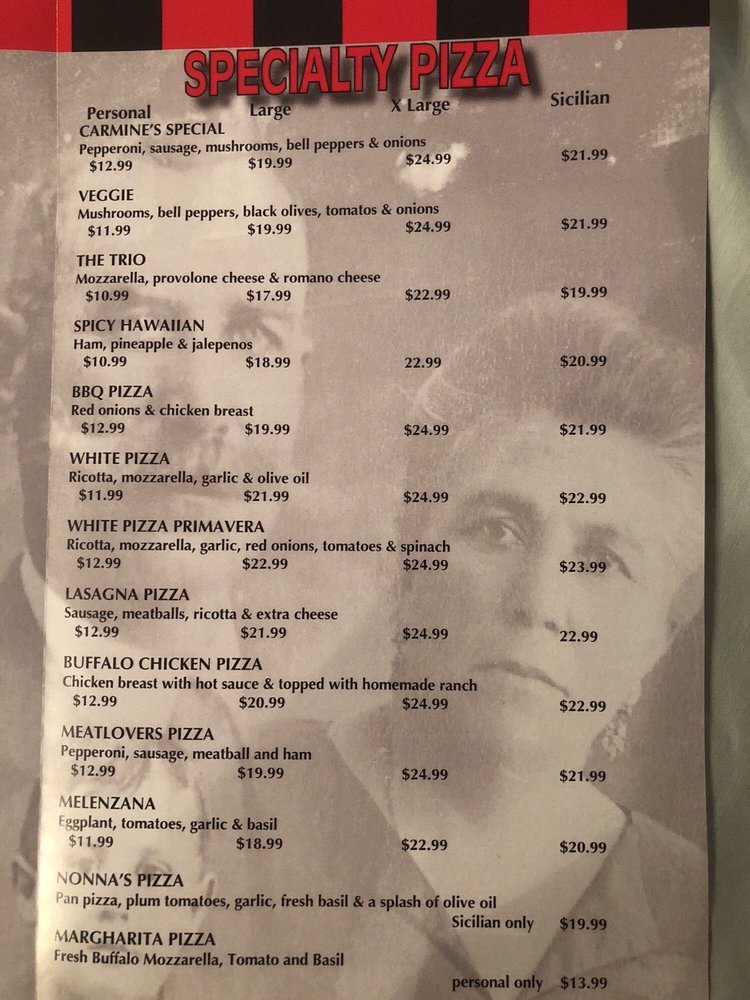 SPECIALTY PIZZA
Personal Large X Large Sicilian
CARMINE'S SPECIAL
Pepperoni, sausage, mushrooms, bell peppers & onions
$12.99 $19.99 $24.99 $21.99
VEGGIE
Mushrooms, bell peppers, black olives, tomatos & onions
$11.99 $19.99 $24.99 $21.99
THE TRIO
Mozzarella, provolone cheese & romano cheese
$10.99 $17.99 $22.99 $19.99
SPICY HAWAIIAN
Ham, pineapple & jalepenos
$10.99 $18.99 22.99 $20.99
BBQ PIZZA
Red onions & chicken breast
$12.99 $19.99 $24.99 $21.99
WHITE PIZZA
Ricotta, mozzarella, garlic & olive oil
$11.99 $21.99 $24.99 $22.99
WHITE PIZZA PRIMAVERA
Ricotta, mozzarella, garlic, red onions, tomatoes & spinach
$12.99 $22.99 $24.99 $23.99
LASAGNA PIZZA
Sausage, meatballs, ricotta & extra cheese
$12.99 $21.99 $24.99 22.99
BUFFALO CHICKEN PIZZA
Chicken breast with hot sauce & topped with homemade ranch
$12.99 $20.99 $24.99 $22.99
MEATLOVERS PIZZA
Pepperoni, sausage, meatball and ham
$12.99 $19.99 $24.99 $21.99
MELENZANA
Eggplant, tomatoes, garlic & basil
$11.99 $18.99 $22.99 $20.99
NONNA'S PIZZA
Pan pizza, plum tomatoes, garlic, fresh basil & a splash of olive oil
Sicilian only $19.99
MARGHARITA PIZZA
Fresh Buffalo Mozzarella, Tomato and Basil
personal only $13.99